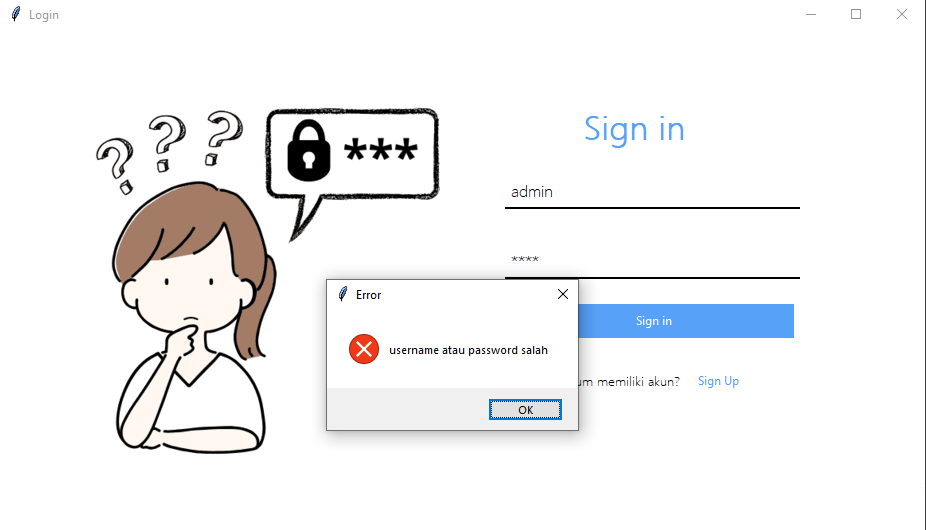 Login
???
***
Sign in
admin
****
Error
username atau password salah
OK
Sign in
um memiliki akun? Sign Up